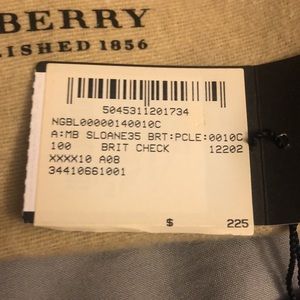 BERRY
LISHED 1856
5045311201734
NGBL00000140010C
A:MB SLOANE35 BRT:PCLE:0010C
100 BRIT CHECK 12202
XXXX10 A08
34410661001
$ 225